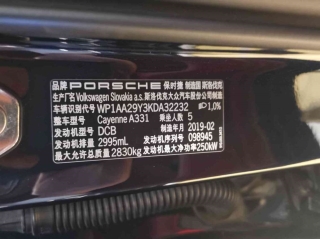 品牌 PORSCHE 保时捷 制造国 斯洛伐克
生产厂名 Volkswagen Slovakia a.s. 斯洛伐克大众汽车股份公司制造
车辆识别代号 WP1AA29Y3KDA32232 1,0%
整车型号 Cayenne A331 乘坐人数 5
发动机型号 DCB 制造年月 2019-02
发动机排量 2995mL 发动机序号 098945
最大允许总质量 2830kg 发动机最大净功率 250kW